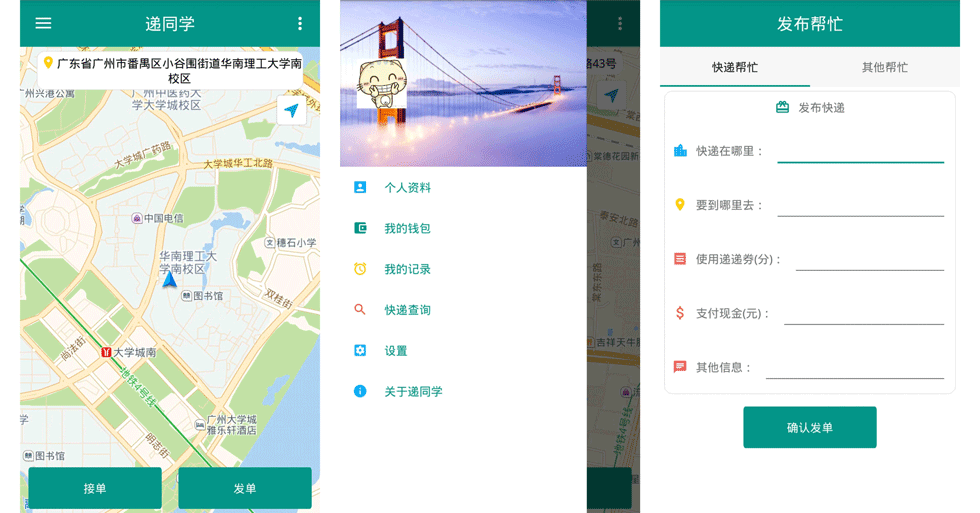 递同学
广东省广州市番禺区小谷围街道华南理工大学南
校区
州兴港公寓
广州中医药大
学大学城校区
大学城广药路
大学城华工北路
中国电信
穗石小学
华南理工大
学南校区
图书馆
双桂街
尚法街
大学城南
地铁4号线
广州大学城
雅乐轩酒店
明志街
图书馆
接单
发单
路43号
棠德花园新
泰安北路
广州
棠东东路
吉祥天牛
地铁4号线
个人资料
我的钱包
我的记录
快递查询
设置
关于递同学
发布帮忙
快递帮忙
其他帮忙
发布快递
快递在哪里：
要到哪里去：
使用递递券(分)：
支付现金(元)：
其他信息：
确认发单